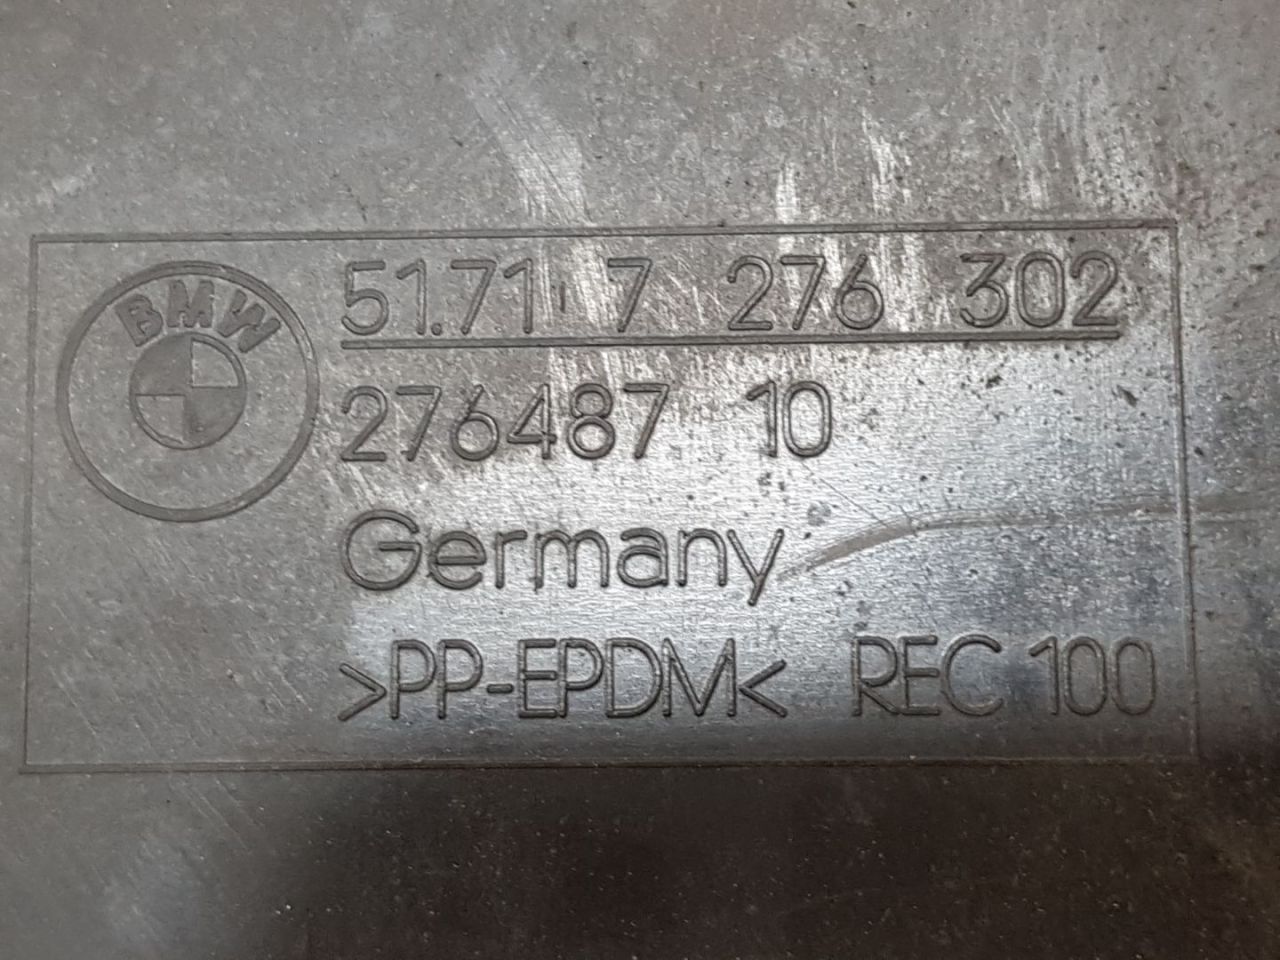 BMW
51.71 7 276 302
276487 10
Germany
>PP-EPDM< REC 100